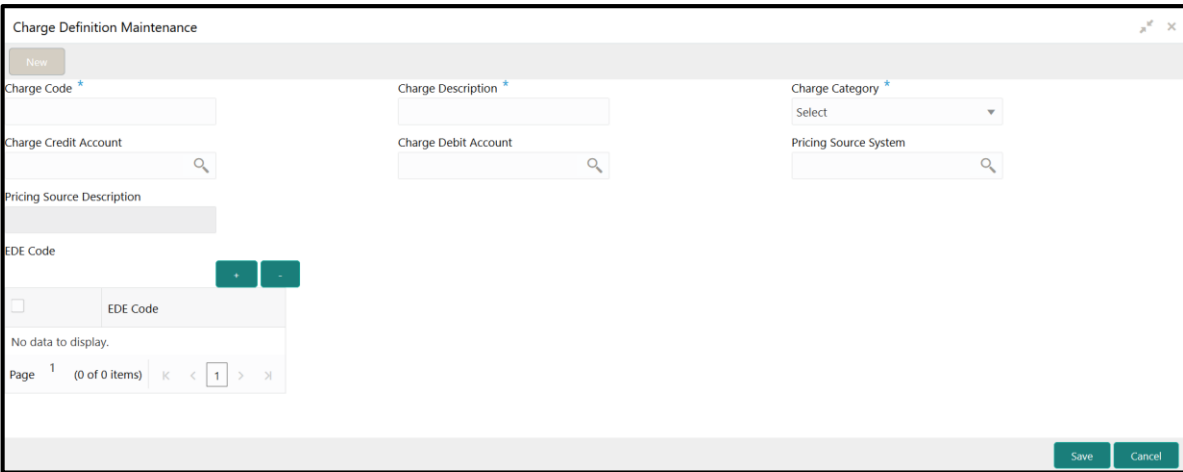 Charge Definition Maintenance
New
Charge Code * Charge Description * Charge Category *
Select
Charge Credit Account Charge Debit Account Pricing Source System
Pricing Source Description
EDE Code
+ -
EDE Code
No data to display.
Page 1 (0 of 0 items) 1
Save Cancel